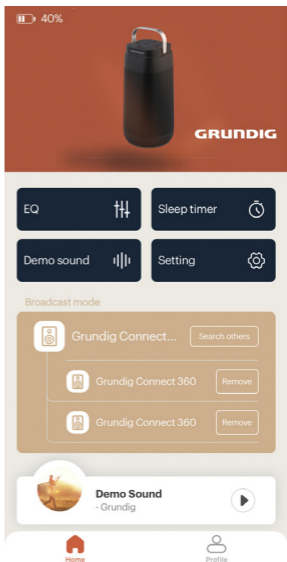 40%
GRUNDIG
EQ
Sleep timer
Demo sound
Setting
Broadcast mode
Grundig Connect...
Search others
Grundig Connect 360
Remove
Grundig Connect 360
Remove
Demo Sound
- Grundig
Home
Profile